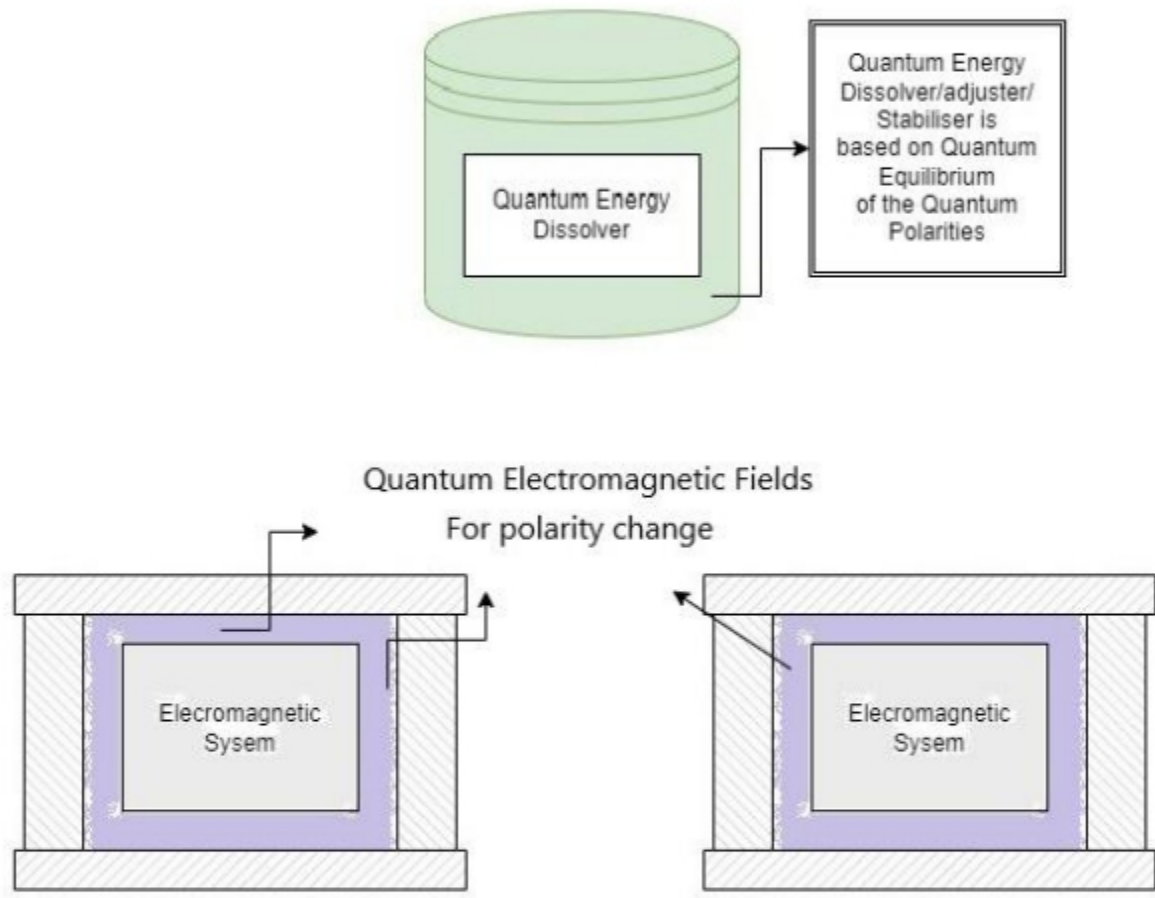 Quantum Energy
Dissolver
Quantum Energy
Dissolver/adjuster/
Stabiliser is
based on Quantum
Equilibrium
of the Quantum
Polarities
Quantum Electromagnetic Fields
For polarity change
Elecromagnetic
Sysem
Elecromagnetic
Sysem